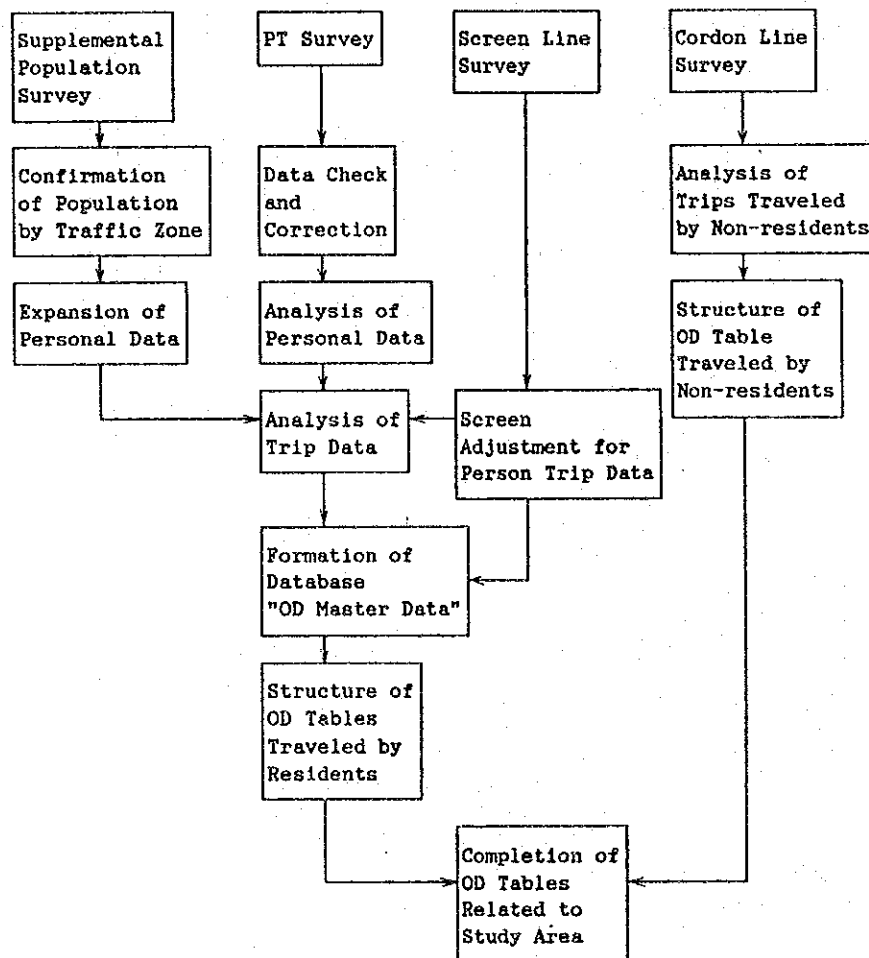 Supplemental
Population
Survey
PT Survey
Screen Line
Survey
Cordon Line
Survey
Confirmation
of Population
by Traffic Zone
Data Check
and
Correction
Analysis of
Trips Traveled
by Non-residents
Expansion of
Personal Data
Analysis of
Personal Data
Structure of
OD Table
Traveled by
Non-residents
Analysis of
Trip Data
Screen
Adjustment for
Person Trip Data
Formation of
Database
"OD Master Data"
Structure of
OD Tables
Traveled by
Residents
Completion of
OD Tables
Related to
Study Area